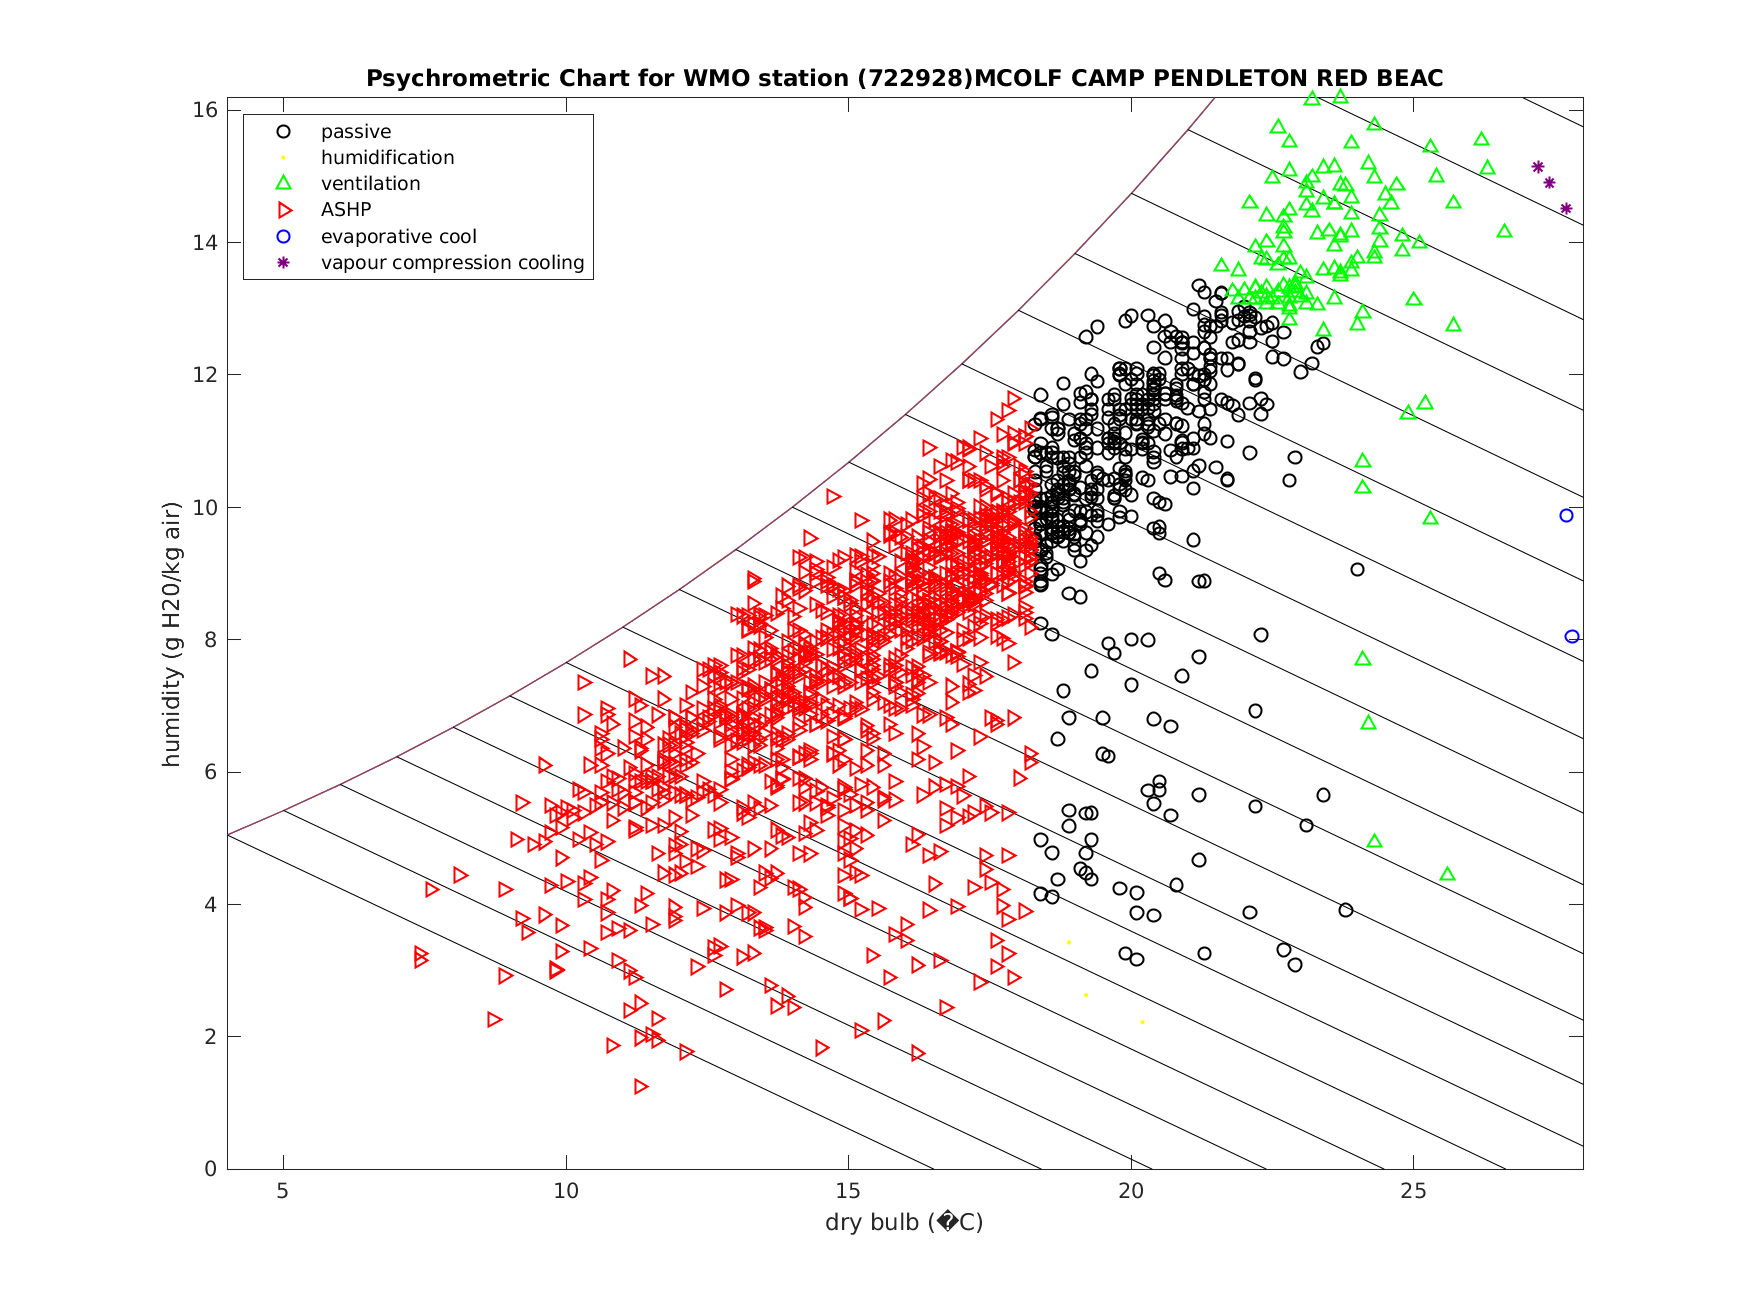 Psychrometric Chart for WMO station (722928)MCOLF CAMP PENDLETON RED BEAC
passive
humidification
ventilation
ASHP
evaporative cool
vapour compression cooling
humidity (g H20/kg air)
16
14
12
10
8
6
4
2
0
5 10 15 20 25
dry bulb (�C)